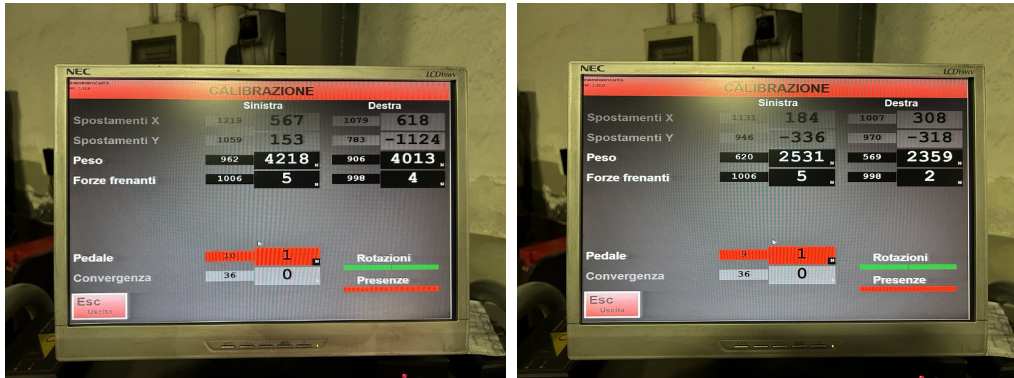 NEC
LCD19WV
CALIBRAZIONE
Sinistra Destra
Spostamenti X 1219 567 1079 618
Spostamenti Y 1059 153 783 -1124
Peso 962 4218 N 906 4013 N
Forze frenanti 1006 5 N 998 4 N
Pedale 10 1 N
Rotazioni
Convergenza 36 0
Presenze
Esc
Uscita
NEC
LCD19WV
CALIBRAZIONE
Sinistra Destra
Spostamenti X 1131 184 1007 308
Spostamenti Y 946 -336 970 -318
Peso 620 2531 N 569 2359 N
Forze frenanti 1006 5 N 998 2 N
Pedale 9 1 N
Rotazioni
Convergenza 36 0
Presenze
Esc
Uscita